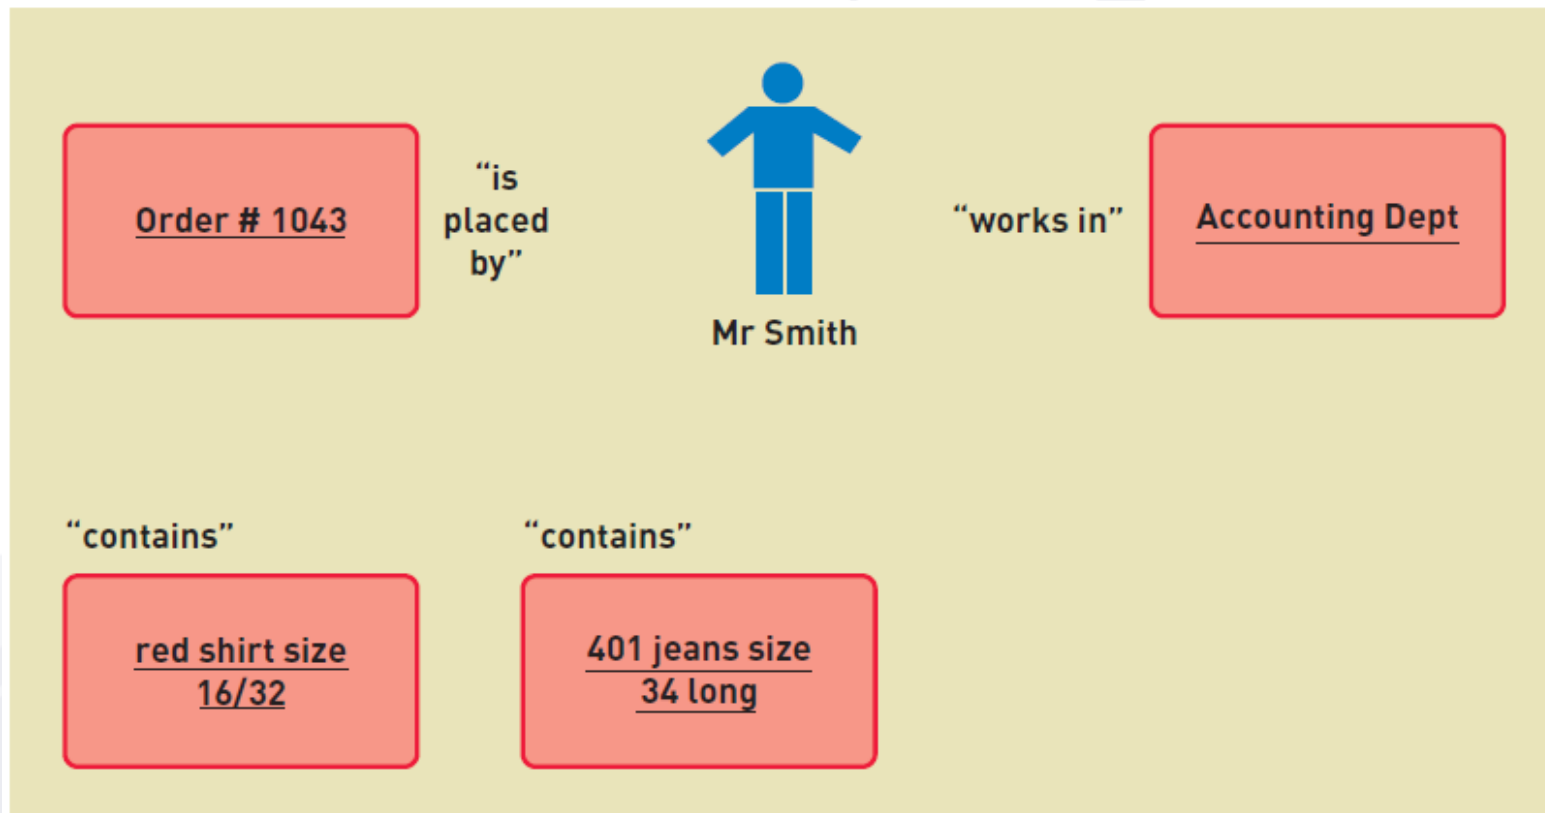 Order # 1043
“is
placed
by”
Mr Smith
“works in”
Accounting Dept
“contains”
red shirt size
16/32
“contains”
401 jeans size
34 long